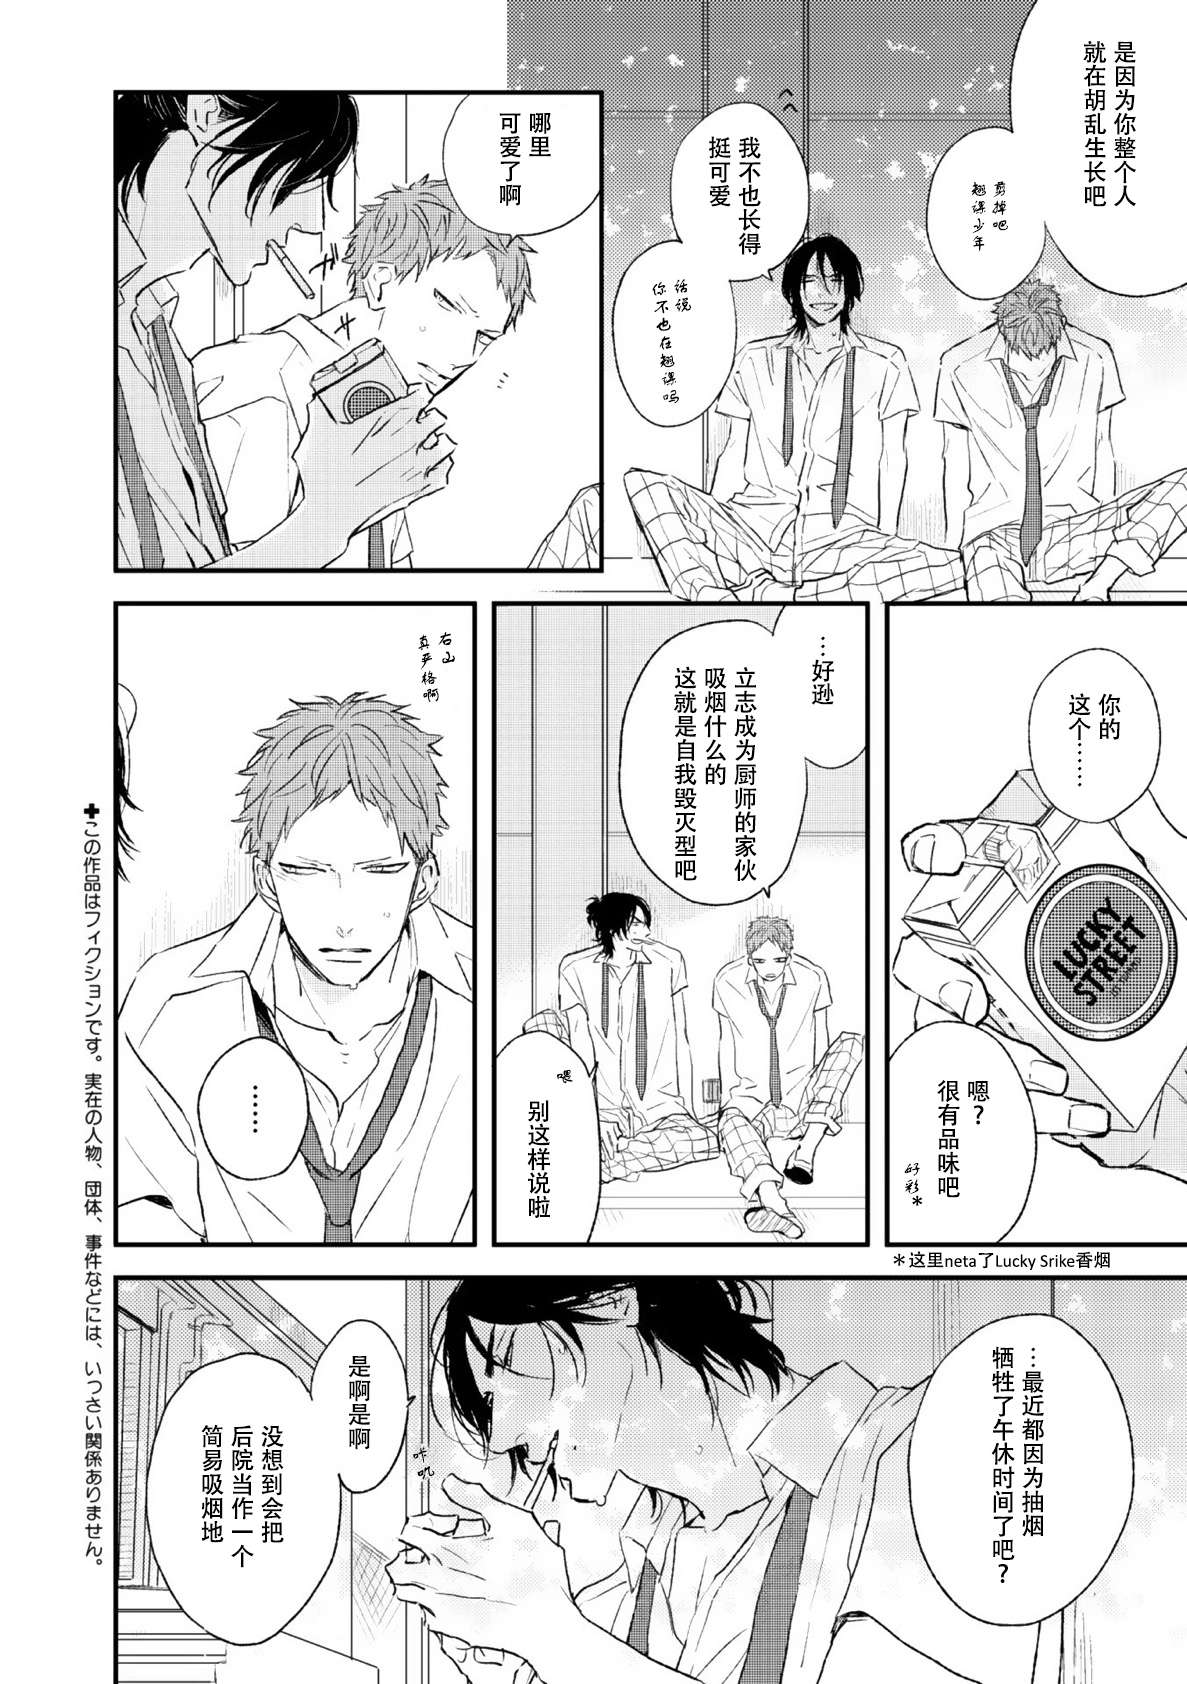 是因为你整个人
就在胡乱生长吧
剪掉吧
翘课少年
我不也长得
挺可爱
话说
你不也在翘课吗
哪里
可爱了啊
你的
这个……
LUCKY
STREET
嗯？
很有品味吧
好彩＊
＊这里neta了Lucky Srike香烟
…好逊
立志成为厨师的家伙
吸烟什么的
这就是自我毁灭型吧
喂
别这样说啦
右山
真严格啊
……
…最近都因为抽烟
牺牲了午休时间了吧？
是啊是啊
咔
没想到会把
后院当作一个
简易吸烟地
✚この作品はフィクションです。実在の人物、団体、事件などには、いっさい関係ありません。